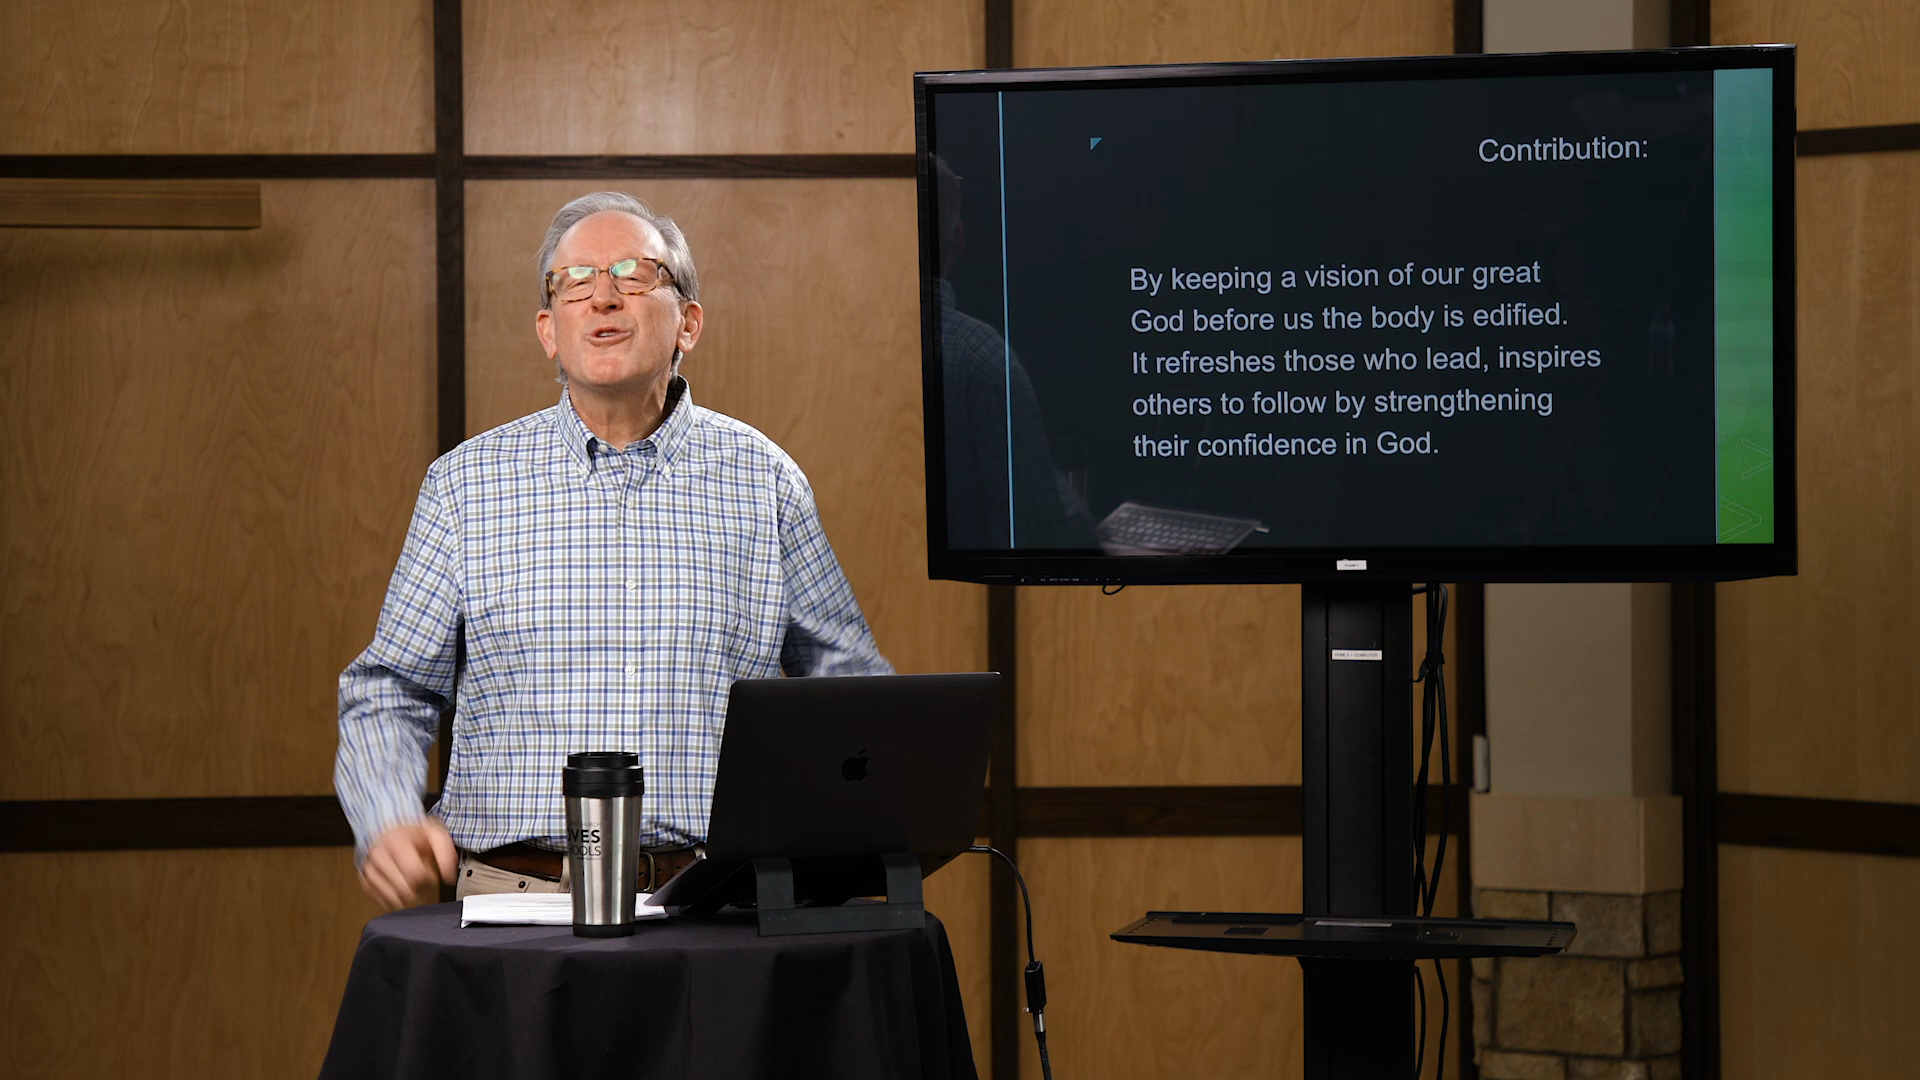 Contribution:
By keeping a vision of our great
God before us the body is edified.
It refreshes those who lead, inspires
others to follow by strengthening
their confidence in God.